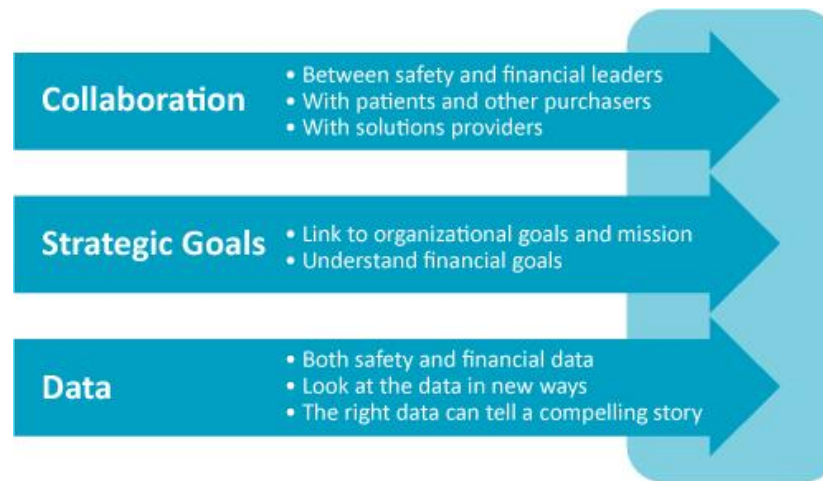 Collaboration
• Between safety and financial leaders
• With patients and other purchasers
• With solutions providers
Strategic Goals
• Link to organizational goals and mission
• Understand financial goals
Data
• Both safety and financial data
• Look at the data in new ways
• The right data can tell a compelling story